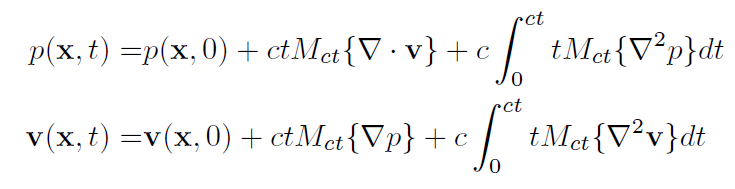 p(x, t) =p(x, 0) + ctM_{ct}{∇ · v} + c ∫_0^{ct} tM_{ct}{∇²p}dt
v(x, t) =v(x, 0) + ctM_{ct}{∇p} + c ∫_0^{ct} tM_{ct}{∇²v}dt